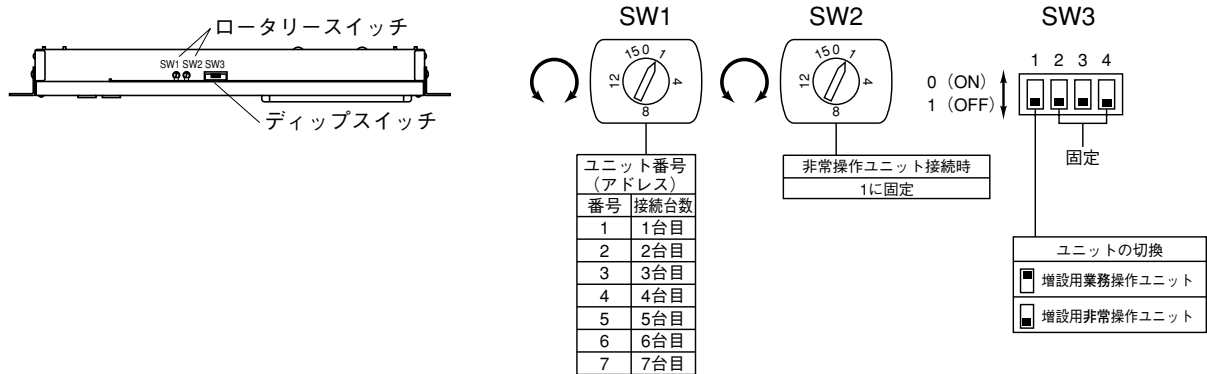 ロータリースイッチ
SW1 SW2 SW3
ディップスイッチ
SW1
15 0 1
12 4
8
ユニット番号
（アドレス）
番号 接続台数
1 1台目
2 2台目
3 3台目
4 4台目
5 5台目
6 6台目
7 7台目
SW2
15 0 1
12 4
8
非常操作ユニット接続時
1に固定
SW3
1 2 3 4
0（ON）
1（OFF）
固定
ユニットの切換
増設用業務操作ユニット
増設用非常操作ユニット